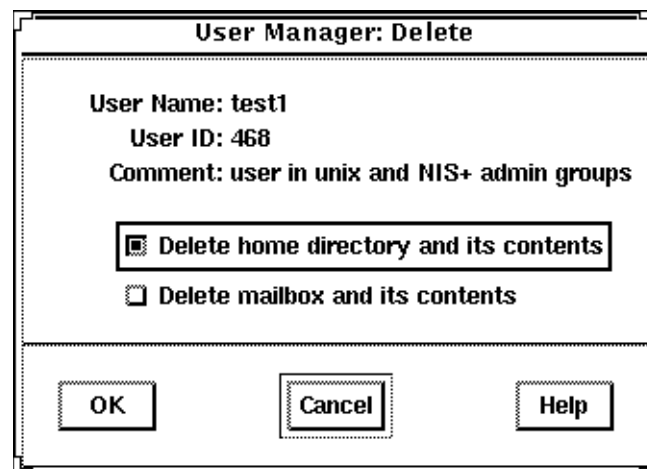 User Manager: Delete
User Name: test1
User ID: 468
Comment: user in unix and NIS+ admin groups
Delete home directory and its contents
Delete mailbox and its contents
OK Cancel Help